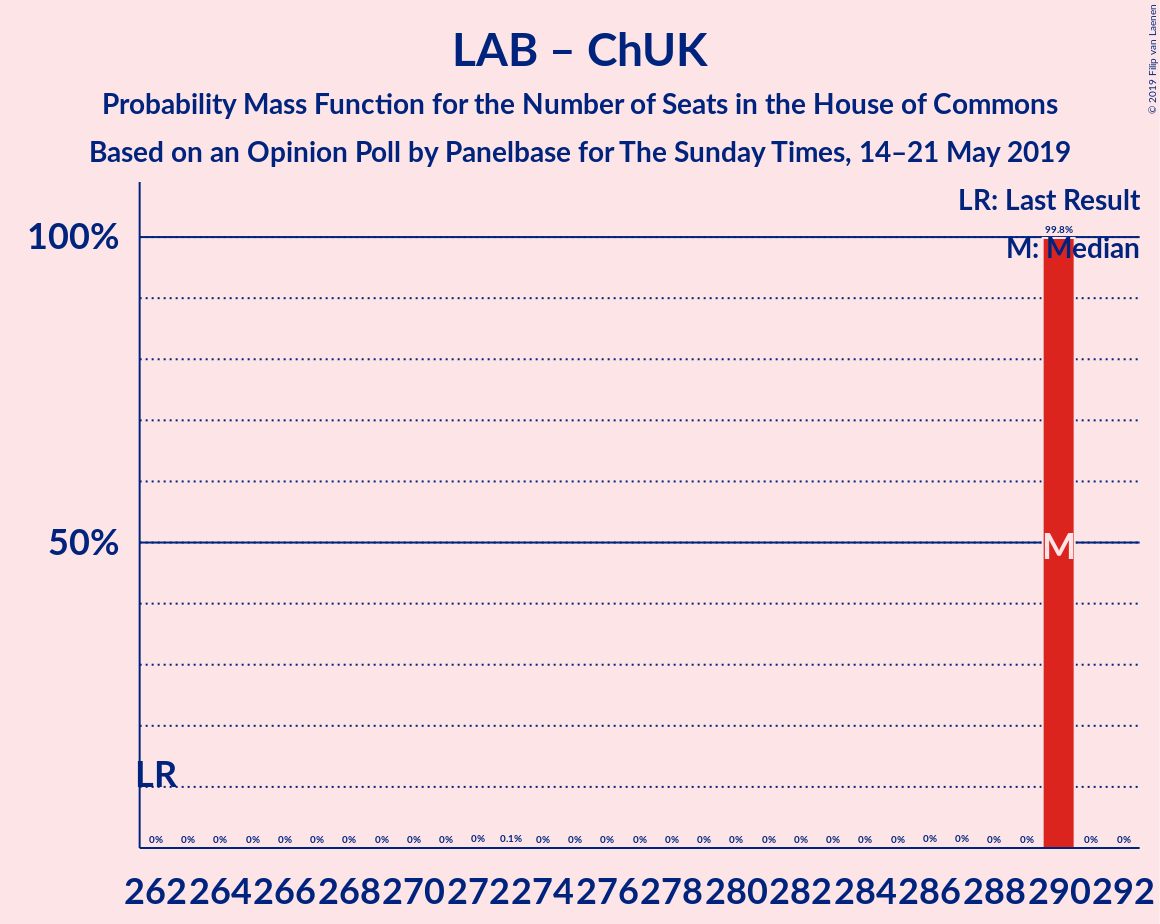 LAB – ChUK
Probability Mass Function for the Number of Seats in the House of Commons
Based on an Opinion Poll by Panelbase for The Sunday Times, 14–21 May 2019
© 2019 Filip van Laenen
LR: Last Result
M: Median
100%
99.8%
50%
M
LR
0% 0% 0% 0% 0% 0% 0% 0% 0% 0% 0% 0.1% 0% 0% 0% 0% 0% 0% 0% 0% 0% 0% 0% 0% 0% 0% 0% 0% 0% 0%
262 264 266 268 270 272 274 276 278 280 282 284 286 288 290 292